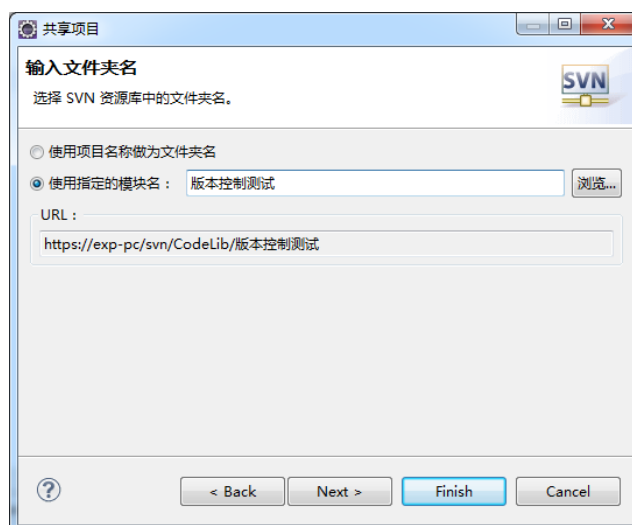 共享项目
输入文件夹名
选择 SVN 资源库中的文件夹名。
SVN
使用项目名称做为文件夹名
使用指定的模块名： 版本控制测试 浏览...
URL：
https://exp-pc/svn/CodeLib/版本控制测试
? < Back Next > Finish Cancel